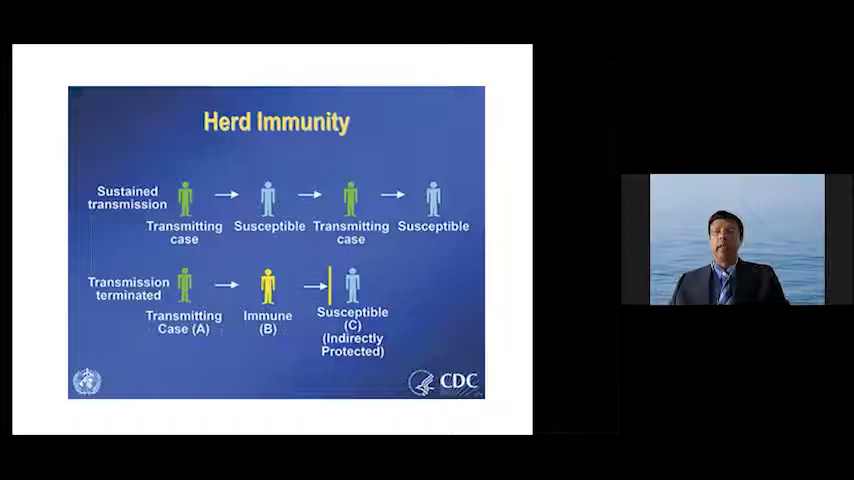 Herd Immunity
Sustained
transmission
Transmitting
case
Susceptible
Transmitting
case
Susceptible
Transmission
terminated
Transmitting
Case (A)
Immune
(B)
Susceptible
(C)
(Indirectly
Protected)
CDC